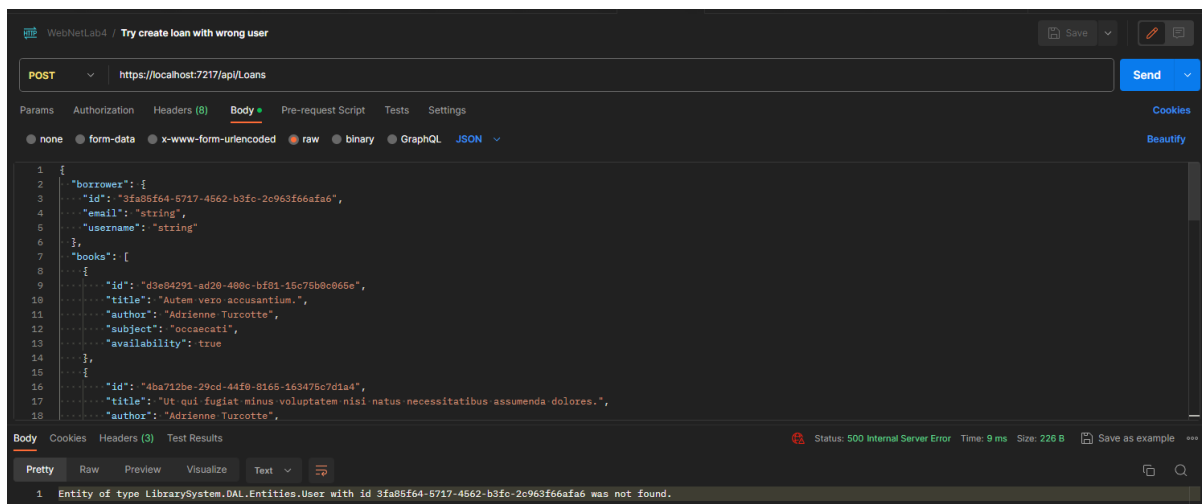 HTTP WebNetLab4 / Try create loan with wrong user Save
POST https://localhost:7217/api/Loans Send
Params Authorization Headers (8) Body Pre-request Script Tests Settings Cookies
none form-data x-www-form-urlencoded raw binary GraphQL JSON Beautify
1 {
2 "borrower": {
3 "id": "3fa85f64-5717-4562-b3fc-2c963f66afa6",
4 "email": "string",
5 "username": "string"
6 },
7 "books": [
8 {
9 "id": "d3e84291-ad20-400c-bf81-15c75b0c065e",
10 "title": "Autem vero accusantium.",
11 "author": "Adrienne Turcotte",
12 "subject": "occaecati",
13 "availability": true
14 },
15 {
16 "id": "4ba712be-29cd-44f0-8165-163475c7d1a4",
17 "title": "Ut qui fugiat minus voluptatem nisi natus necessitatibus assumenda dolores.",
18 "author": "Adrienne Turcotte",
Body Cookies Headers (3) Test Results Status: 500 Internal Server Error Time: 9 ms Size: 226 B Save as example
Pretty Raw Preview Visualize Text
1 Entity of type LibrarySystem.DAL.Entities.User with id 3fa85f64-5717-4562-b3fc-2c963f66afa6 was not found.